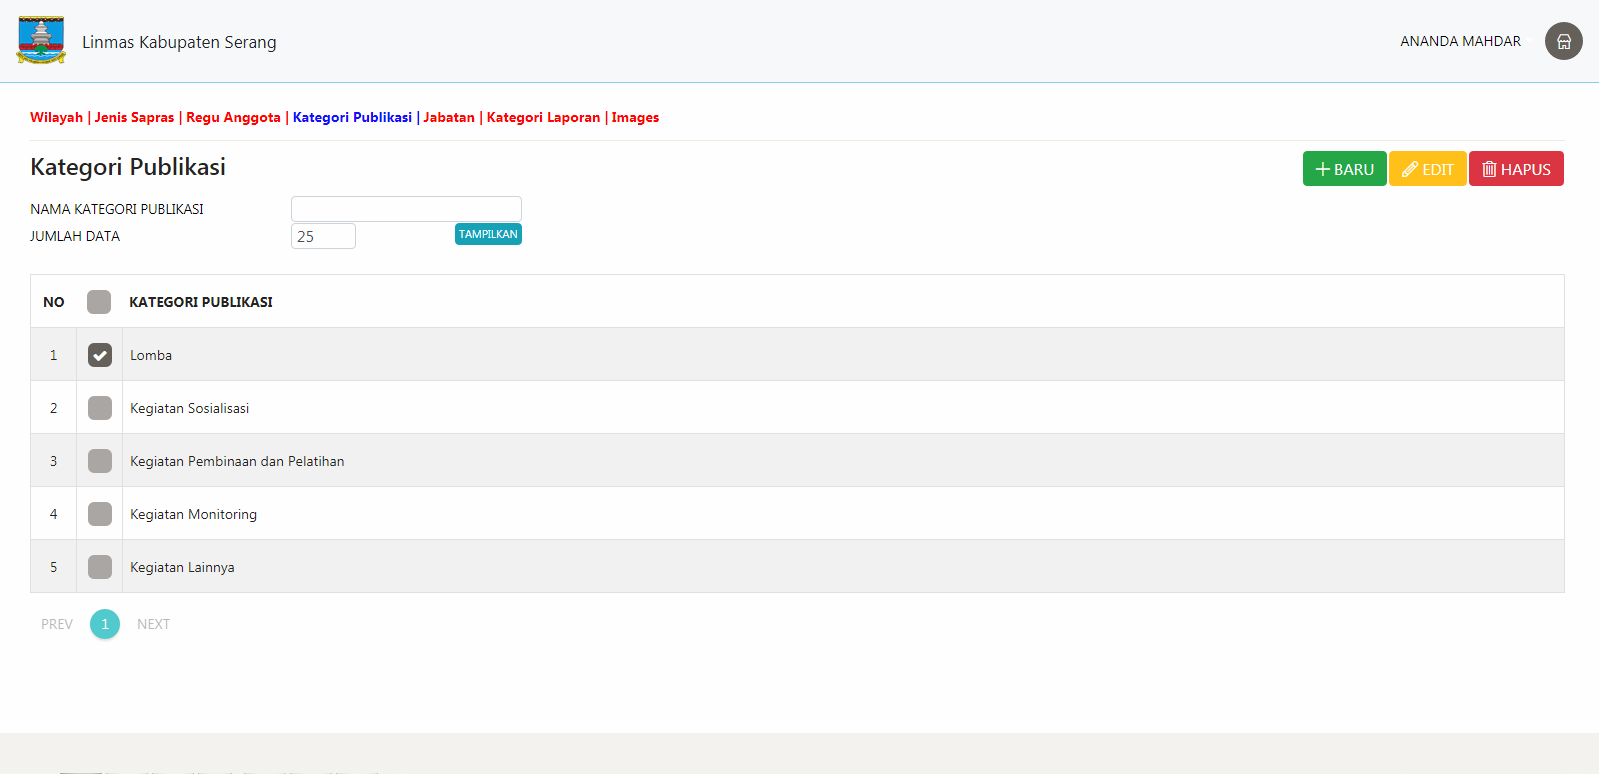 Linmas Kabupaten Serang
ANANDA MAHDAR
Wilayah | Jenis Sapras | Regu Anggota | Kategori Publikasi | Jabatan | Kategori Laporan | Images
Kategori Publikasi
BARU EDIT HAPUS
NAMA KATEGORI PUBLIKASI
JUMLAH DATA 25 TAMPILKAN
NO KATEGORI PUBLIKASI
1 Lomba
2 Kegiatan Sosialisasi
3 Kegiatan Pembinaan dan Pelatihan
4 Kegiatan Monitoring
5 Kegiatan Lainnya
PREV 1 NEXT